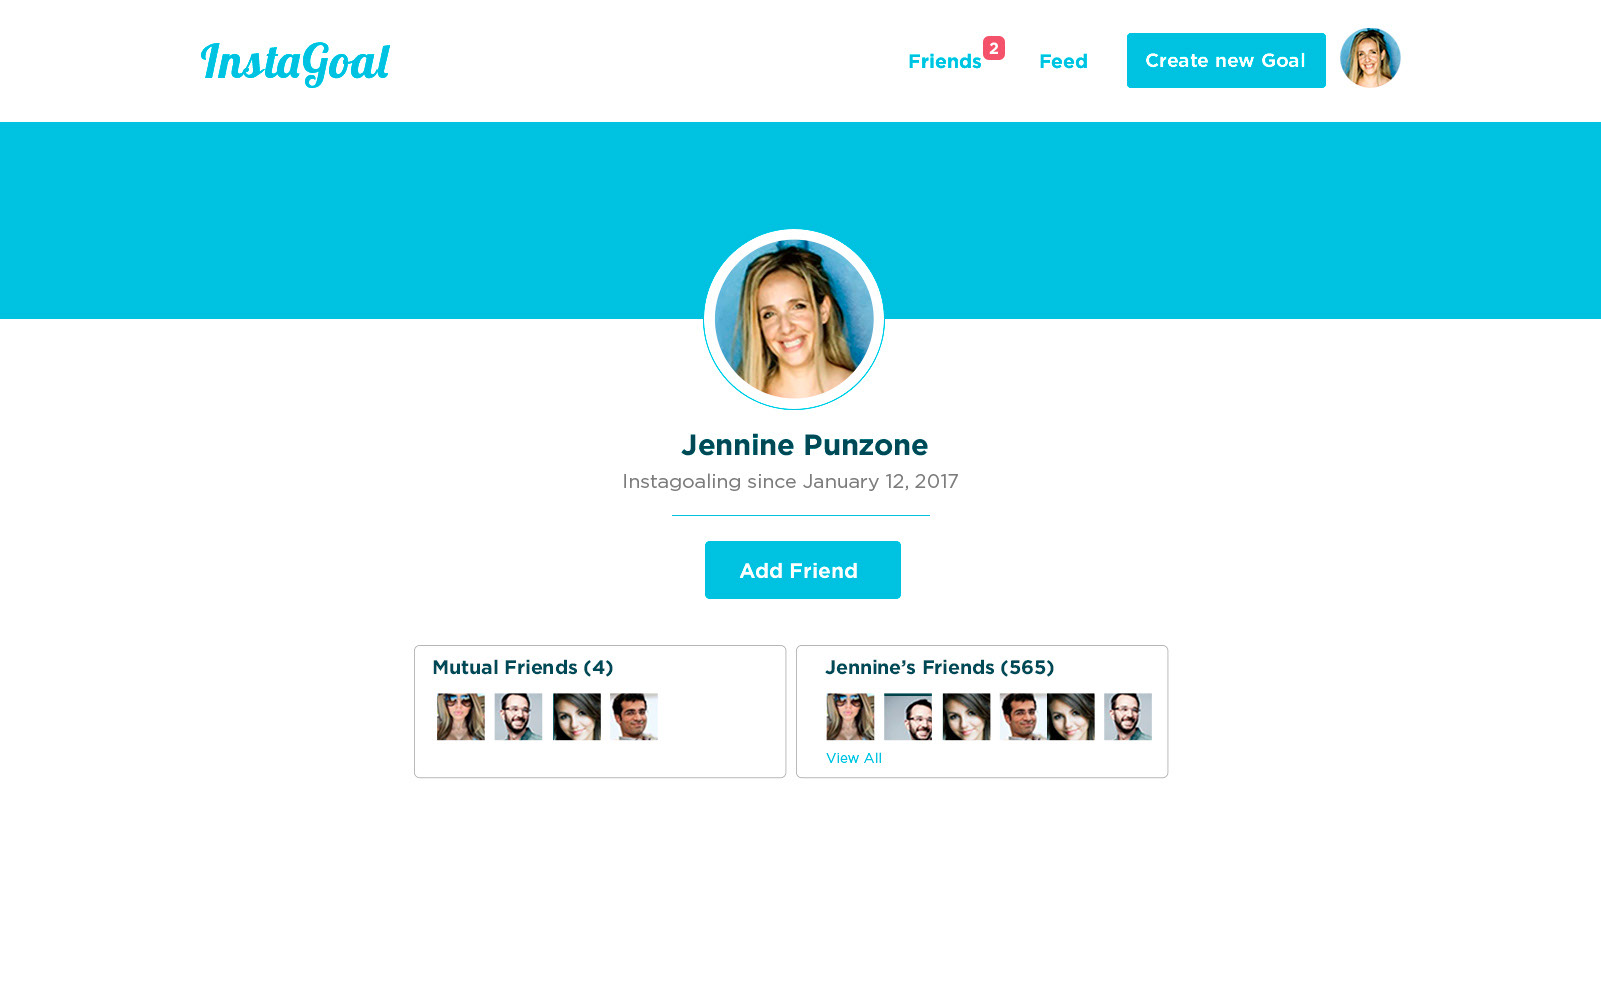 InstaGoal
Friends 2 Feed Create new Goal
Jennine Punzone
Instagoaling since January 12, 2017
Add Friend
Mutual Friends (4)
Jennine’s Friends (565)
View All